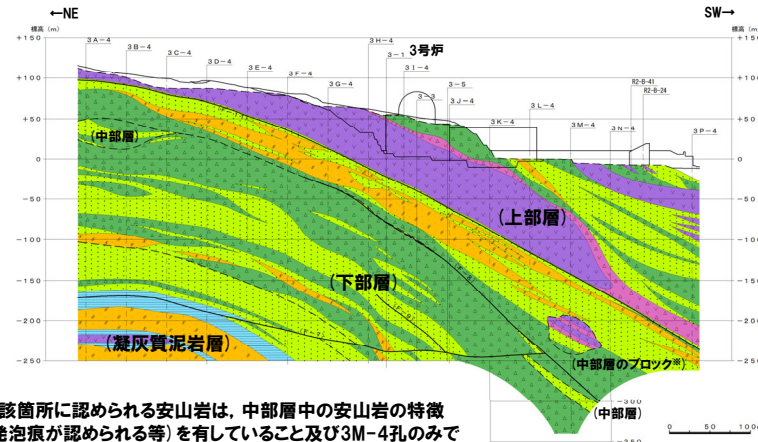 ←NE
SW→
標高 (m)
標高 (m)
+150
+100
+50
0
-50
-100
-150
-200
-250
3A-4
3B-4
3C-4
3D-4
3E-4
3F-4
3G-4
3H-4
3-1
3号炉
3I-4
3-3
3-5
3J-4
3K-4
3L-4
3M-4
3N-4
R2-B-41
R2-B-24
3P-4
+150
+100
+50
0
-50
-100
-150
-200
-250
(中部層)
(上部層)
(下部層)
(凝灰質泥岩層)
F-7
(中部層のブロック※)
(中部層)
-300
-350
0 50 100(m)
該箇所に認められる安山岩は，中部層中の安山岩の特徴
発泡痕が認められる等)を有していること及び3M-4孔のみで